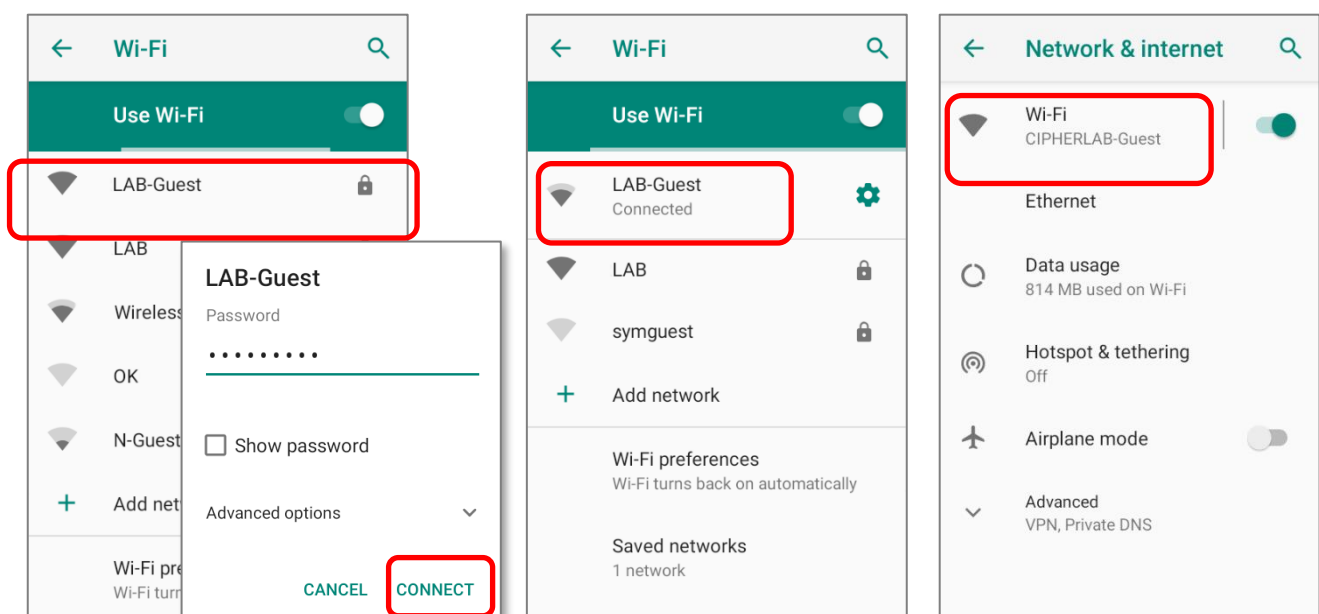 Wi-Fi
Use Wi-Fi
LAB-Guest
LAB
Wireless
OK
N-Guest
Add net
Wi-Fi pre
Wi-Fi turn
LAB-Guest
Password
•••••••••
Show password
Advanced options
CANCEL CONNECT
Wi-Fi
Use Wi-Fi
LAB-Guest
Connected
LAB
symguest
Add network
Wi-Fi preferences
Wi-Fi turns back on automatically
Saved networks
1 network
Network & internet
Wi-Fi
CIPHERLAB-Guest
Ethernet
Data usage
814 MB used on Wi-Fi
Hotspot & tethering
Off
Airplane mode
Advanced
VPN, Private DNS